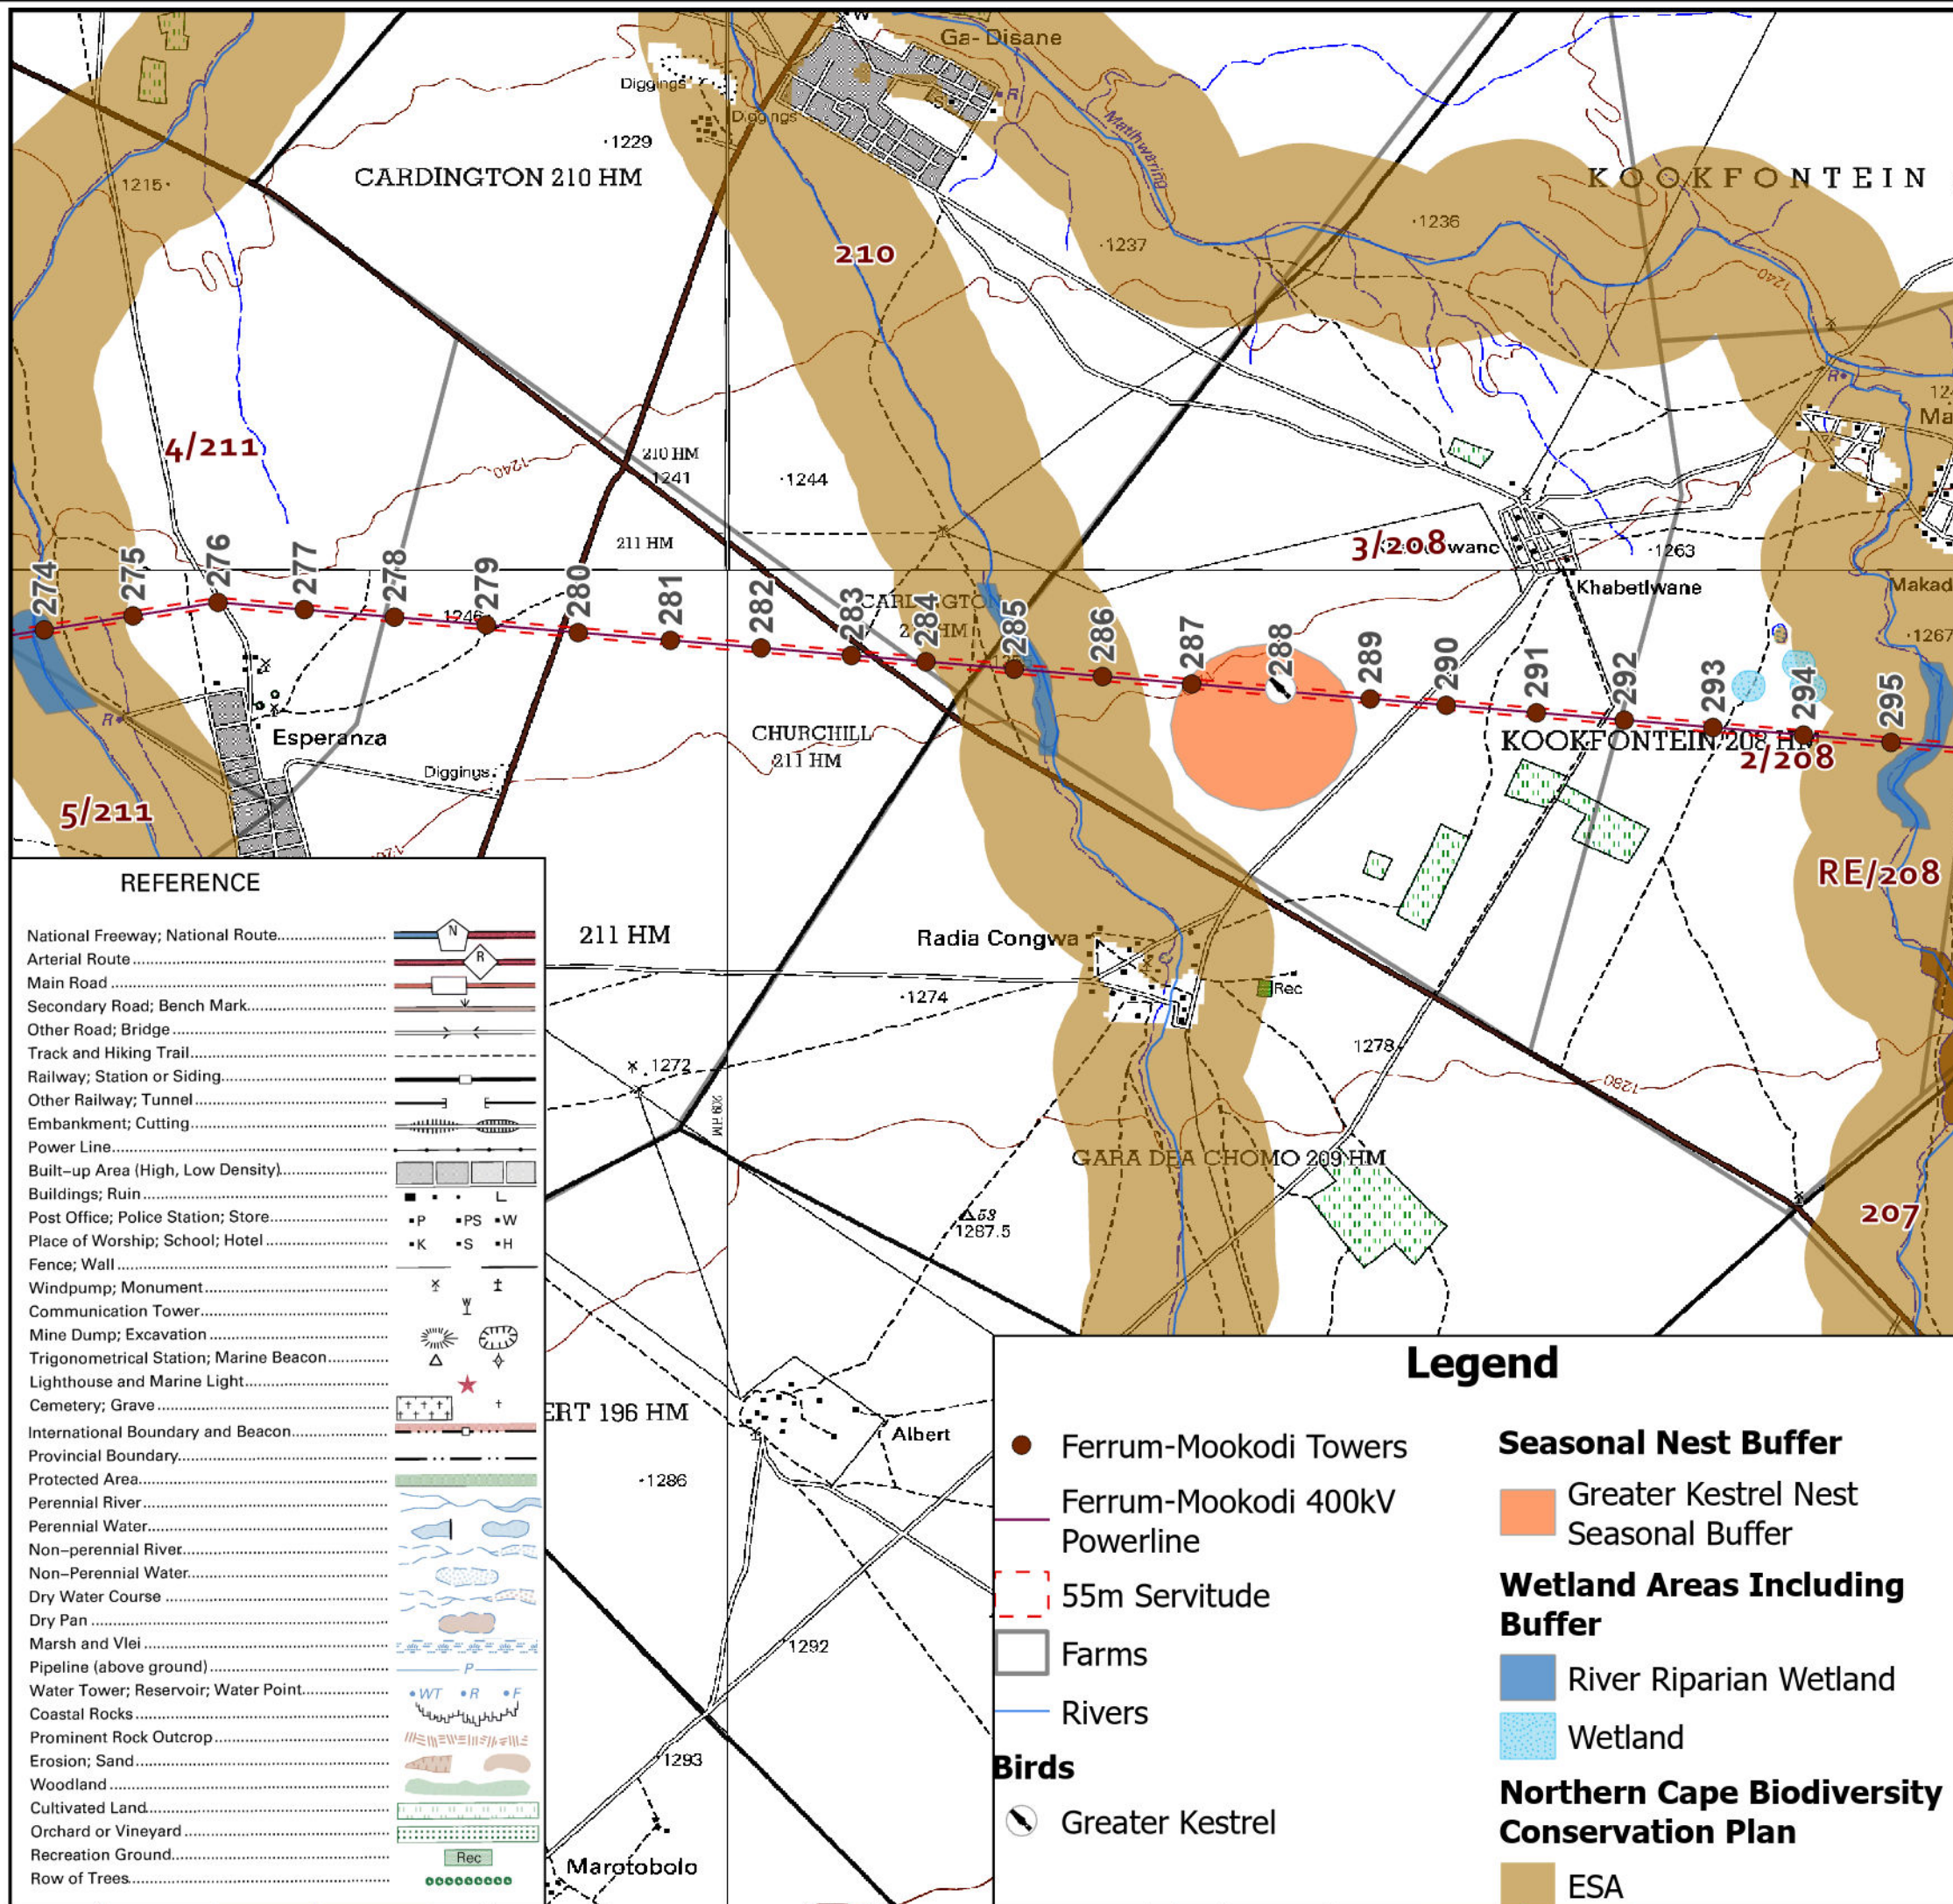 W
Ga-Disane
Diggings
R
S
Diggings
Matlhwaring
1229
CARDINGTON 210 HM
KOOKFONTEIN
1215
1236
1237
210
1240
R
Ma
4/211
210 HM
1241
1240
1244
211 HM
3/208
1263
Khabetlwane
Makad
1267
274
275
276
277
278
279
280
281
282
283
284
285
286
287
288
289
290
291
292
293
294
295
1246
CHURCHILL
211 HM
KOOKFONTEIN 208 HM
2/208
R
Esperanza
Diggings
5/211
RE/208
211 HM
Radia Congwa
Rec
1274
1278
1272
1280
209 HM
GARA DEA CHOMO 209 HM
53
1287.5
207
ERT 196 HM
Albert
1286
1292
1293
Marotobolo
REFERENCE
National Freeway; National Route
N
Arterial Route
R
Main Road
Secondary Road; Bench Mark
Other Road; Bridge
Track and Hiking Trail
Railway; Station or Siding
Other Railway; Tunnel
Embankment; Cutting
Power Line
Built-up Area (High, Low Density)
Buildings; Ruin
Post Office; Police Station; Store
P PS W
Place of Worship; School; Hotel
K S H
Fence; Wall
Windpump; Monument
Communication Tower
Mine Dump; Excavation
Trigonometrical Station; Marine Beacon
Lighthouse and Marine Light
Cemetery; Grave
International Boundary and Beacon
Provincial Boundary
Protected Area
Perennial River
Perennial Water
Non-perennial River
Non-Perennial Water
Dry Water Course
Dry Pan
Marsh and Vlei
Pipeline (above ground)
P
Water Tower; Reservoir; Water Point
WT R F
Coastal Rocks
Prominent Rock Outcrop
Erosion; Sand
Woodland
Cultivated Land
Orchard or Vineyard
Recreation Ground
Rec
Row of Trees
Legend
Ferrum-Mookodi Towers
Ferrum-Mookodi 400kV
Powerline
55m Servitude
Farms
Rivers
Birds
Greater Kestrel
Seasonal Nest Buffer
Greater Kestrel Nest
Seasonal Buffer
Wetland Areas Including
Buffer
River Riparian Wetland
Wetland
Northern Cape Biodiversity
Conservation Plan
ESA